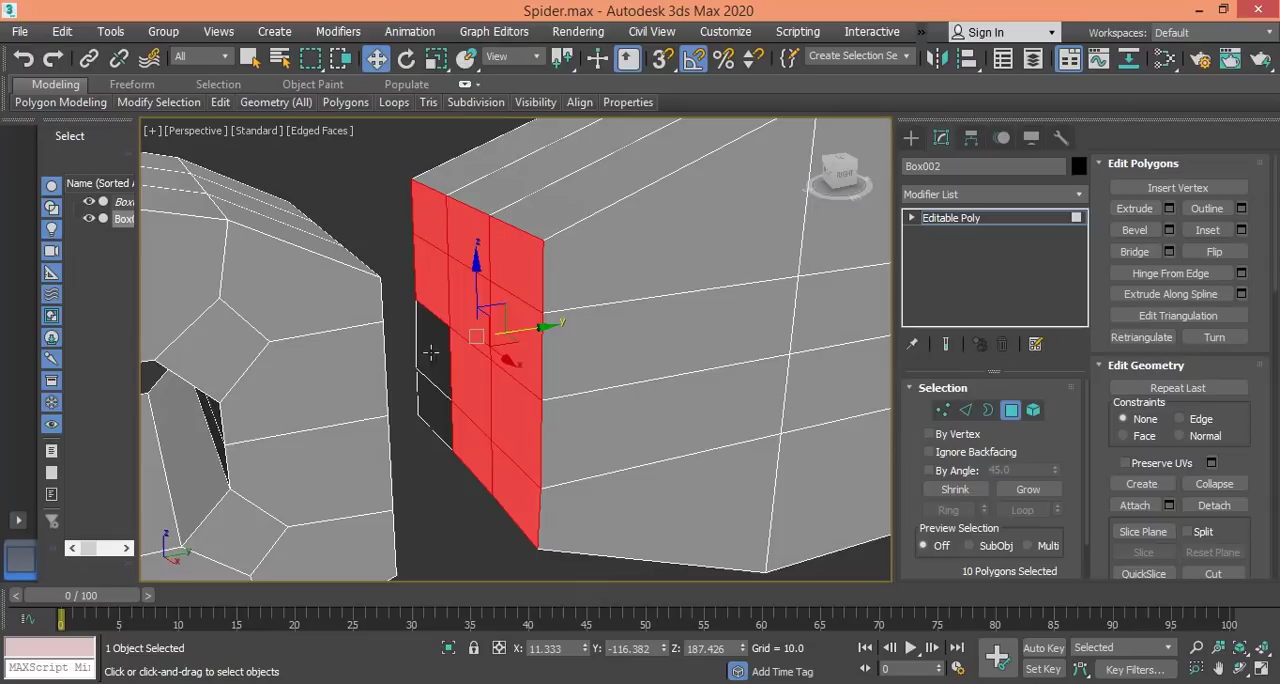 Spider.max - Autodesk 3ds Max 2020
File Edit Tools Group Views Create Modifiers Animation Graph Editors Rendering Civil View Customize Scripting Interactive » Sign In Workspaces: Default
All View Create Selection Se
Modeling Freeform Selection Object Paint Populate
Polygon Modeling Modify Selection Edit Geometry (All) Polygons Loops Tris Subdivision Visibility Align Properties
Select
[+] [Perspective ] [Standard ] [Edged Faces ]
Name (Sorted A
RIGHT
Box002
Modifier List
Editable Poly
Edit Polygons
Insert Vertex
Extrude Outline
Bevel Inset
Bridge Flip
Hinge From Edge
Extrude Along Spline
Edit Triangulation
Retriangulate Turn
z
y
x
Selection
By Vertex
Ignore Backfacing
By Angle: 45.0
Shrink Grow
Ring Loop
Preview Selection
Off SubObj Multi
10 Polygons Selected
Edit Geometry
Repeat Last
Constraints
None Edge
Face Normal
Preserve UVs
Create Collapse
Attach Detach
Slice Plane Split
Slice Reset Plane
QuickSlice Cut
z
y
x
< 0 / 100 >
0 5 10 15 20 25 30 35 40 45 50 55 60 65 70 75 80 85 90 95 100
1 Object Selected
X: 11.333 Y: -116.382 Z: 187.426 Grid = 10.0
Auto Key Selected
MAXScript Mi
Click or click-and-drag to select objects
Add Time Tag
0
Set Key Key Filters...